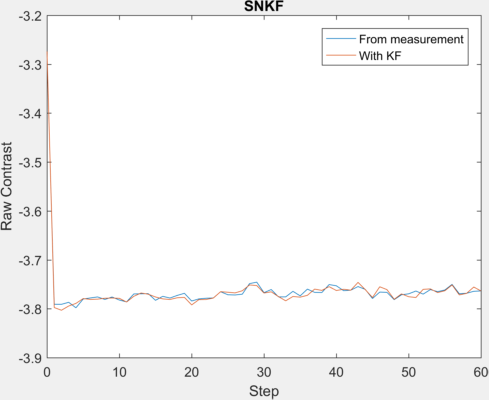 SNKF
-3.2
From measurement
With KF
-3.3
-3.4
-3.5
Raw Contrast
-3.6
-3.7
-3.8
-3.9
0 10 20 30 40 50 60
Step